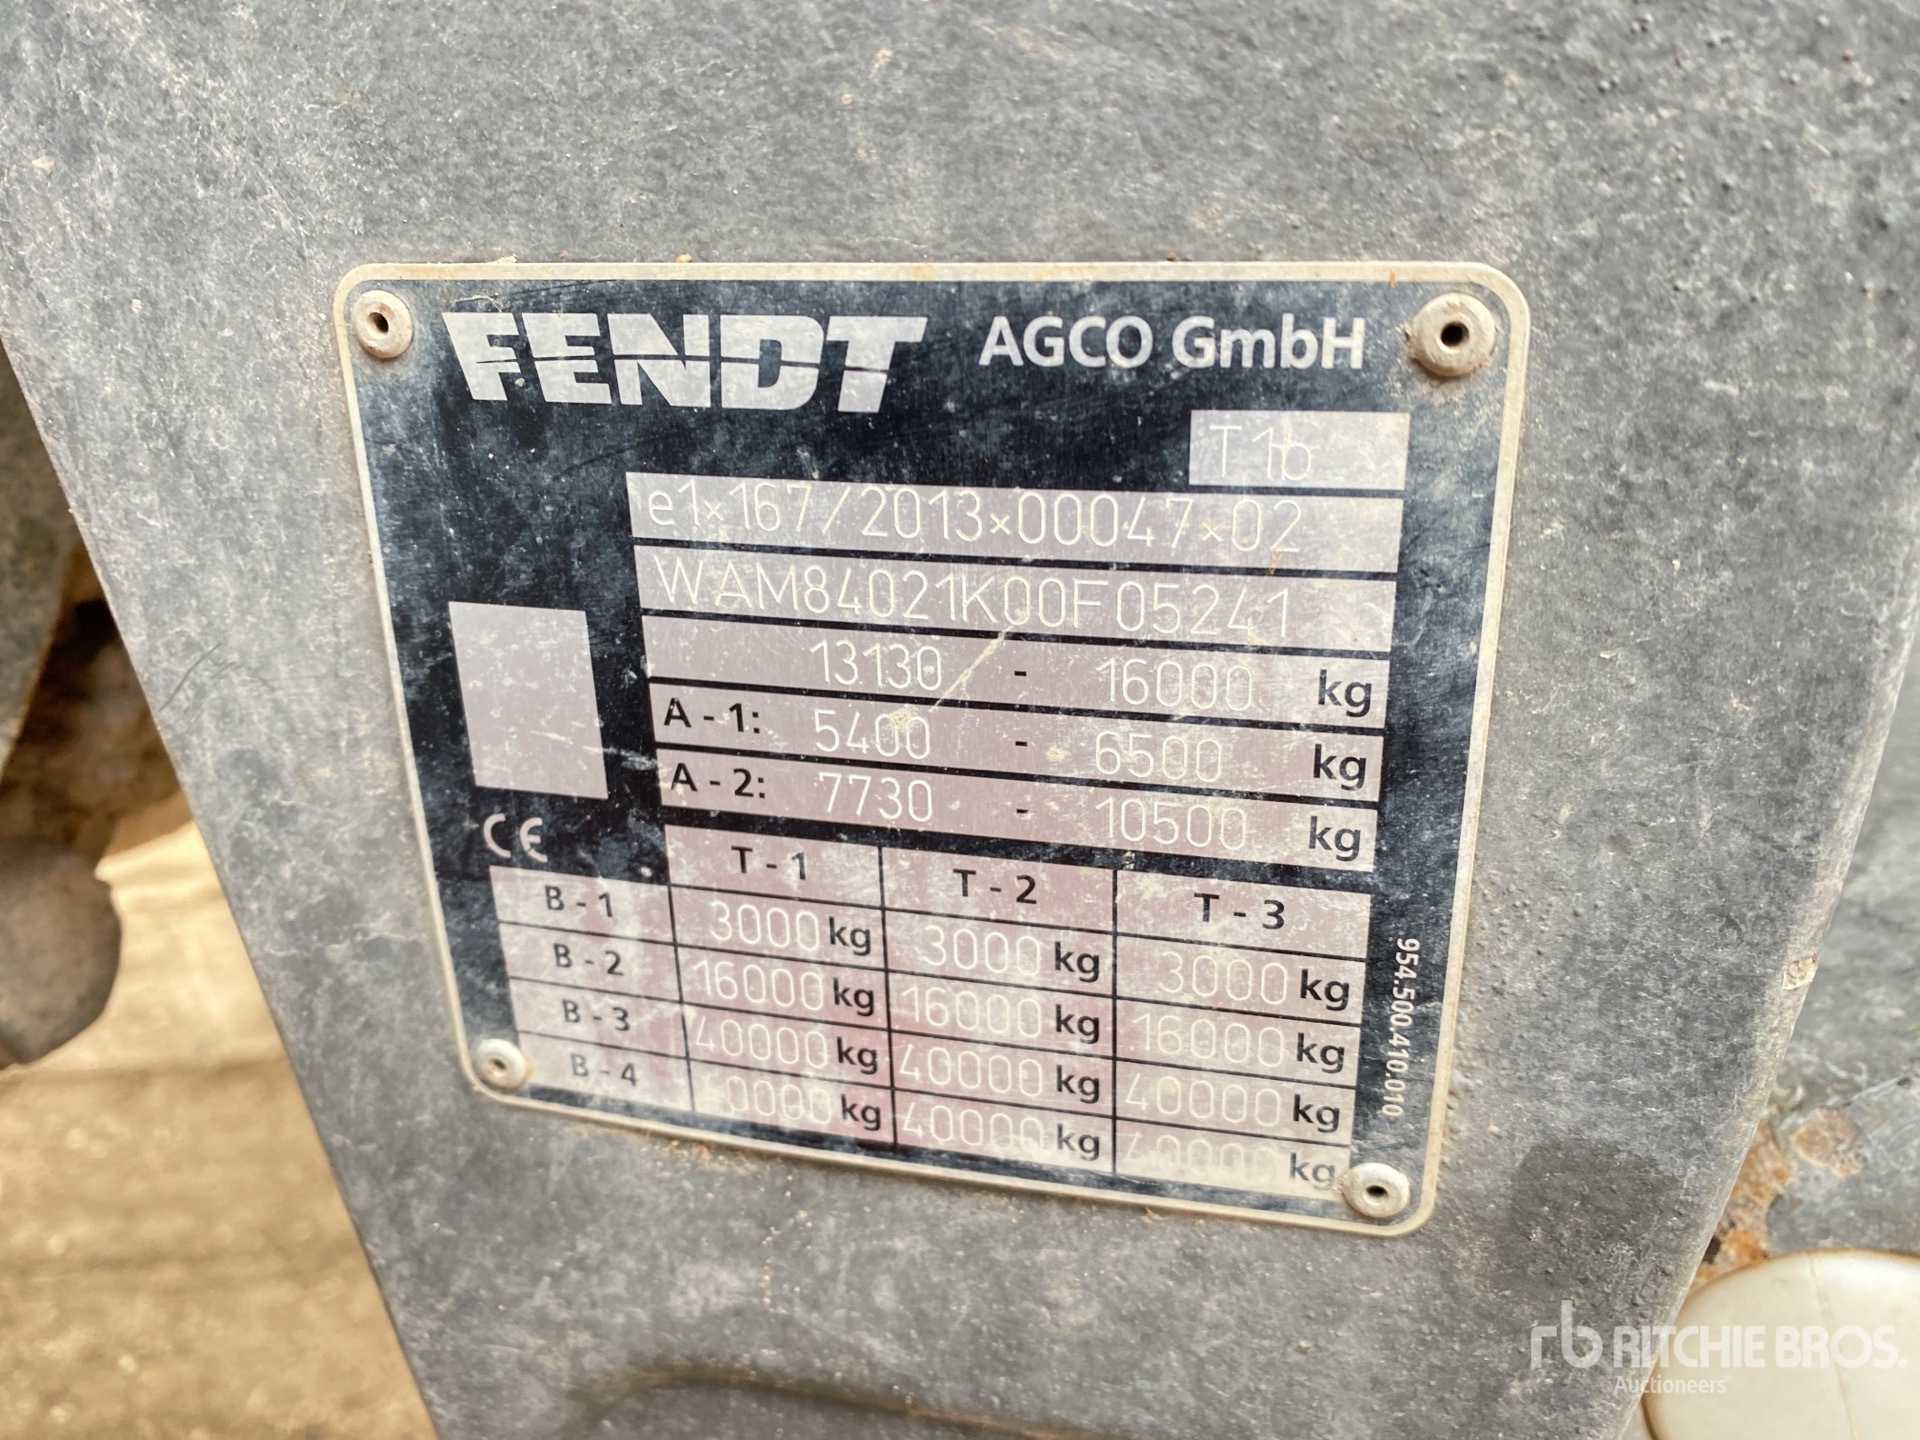 FENDT AGCO GmbH
T1b
e1×167/2013×00047×02
WAM84021K00F05241
13130 - 16000 kg
A - 1: 5400 - 6500 kg
A - 2: 7730 - 10500 kg
CE
T - 1 T - 2 T - 3
B - 1 3000 kg 3000 kg 3000 kg
B - 2 16000 kg 16000 kg 16000 kg
B - 3 40000 kg 40000 kg 40000 kg
B - 4 kg 40000 kg 40000 kg
954.500.410.010
rb RITCHIE BROS.
Auctioneers